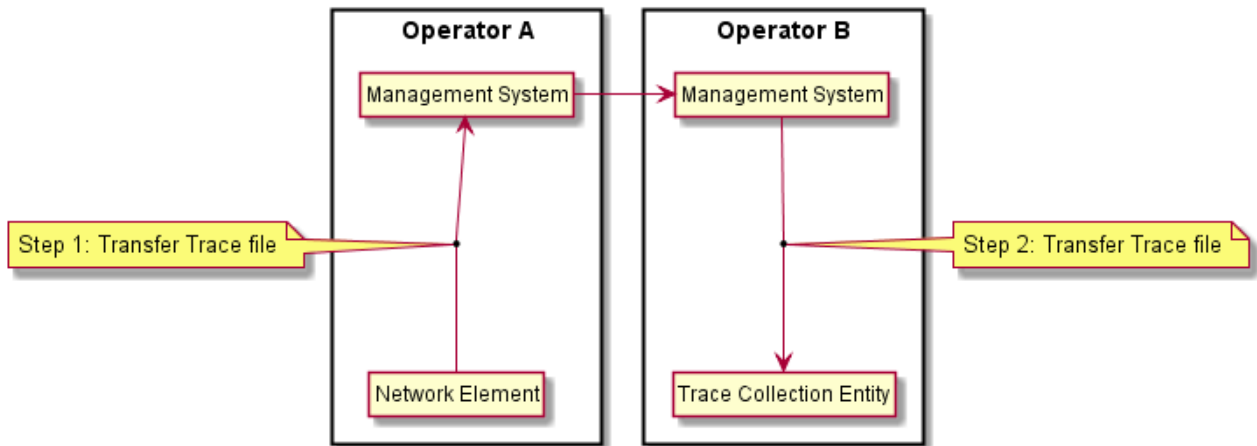 Operator A
Operator B
Management System
Management System
Step 1: Transfer Trace file
Step 2: Transfer Trace file
Network Element
Trace Collection Entity